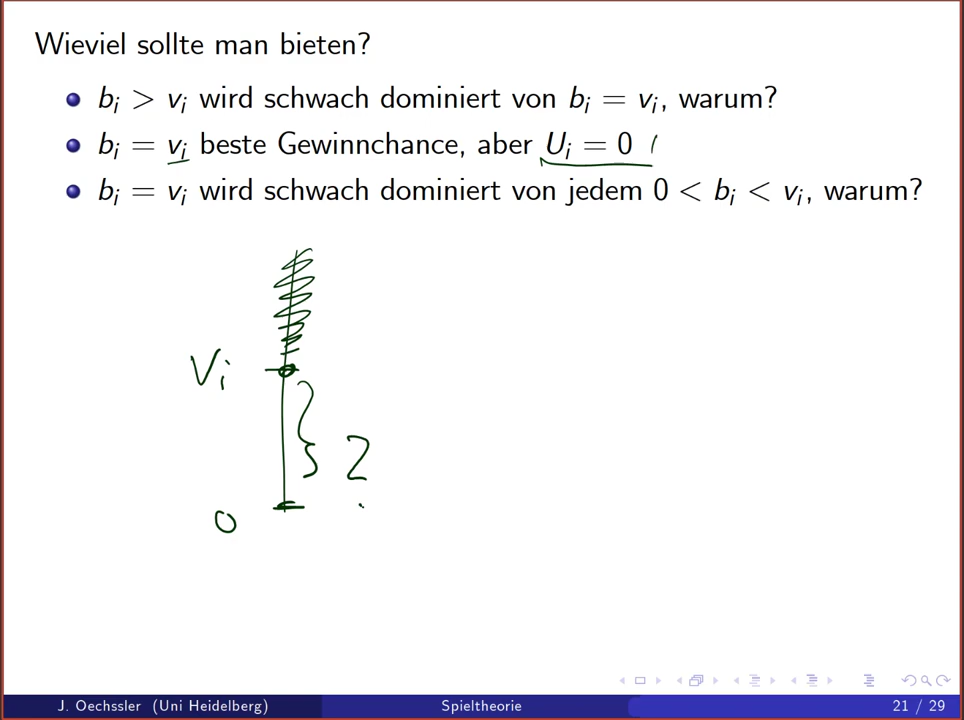 Wieviel sollte man bieten?
b_i > v_i wird schwach dominiert von b_i = v_i, warum?
b_i = v_i beste Gewinnchance, aber U_i = 0
b_i = v_i wird schwach dominiert von jedem 0 < b_i < v_i, warum?
V_i
?
0
J. Oechssler (Uni Heidelberg) Spieltheorie 21 / 29